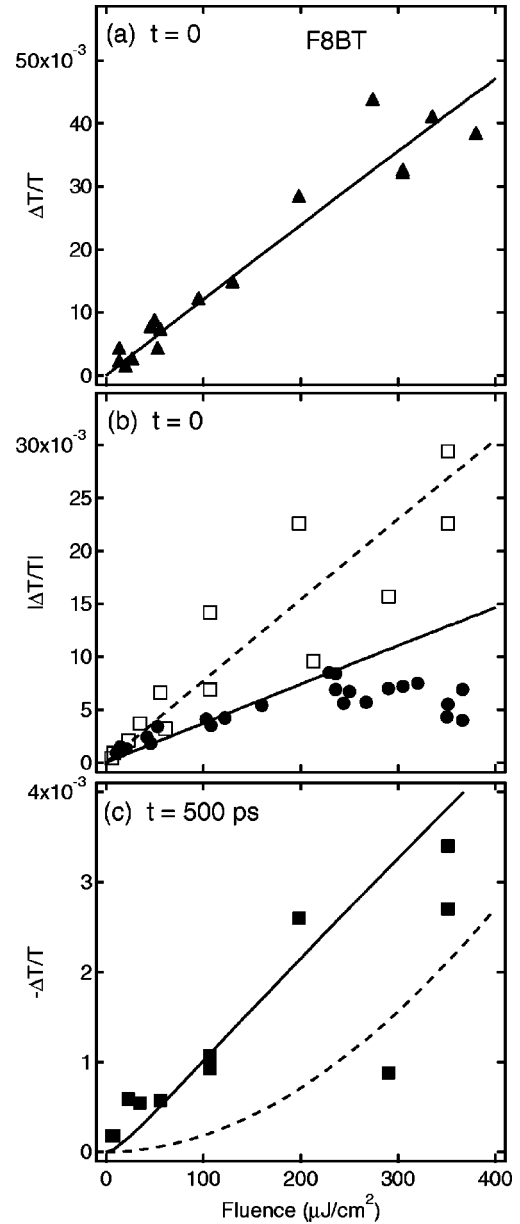 (a) t = 0 F8BT
50x10⁻³
40
30
20
10
0
ΔT/T
(b) t = 0
30x10⁻³
25
20
15
10
5
0
|ΔT/T|
(c) t = 500 ps
4x10⁻³
3
2
1
0
-ΔT/T
0 100 200 300 400
Fluence (μJ/cm²)